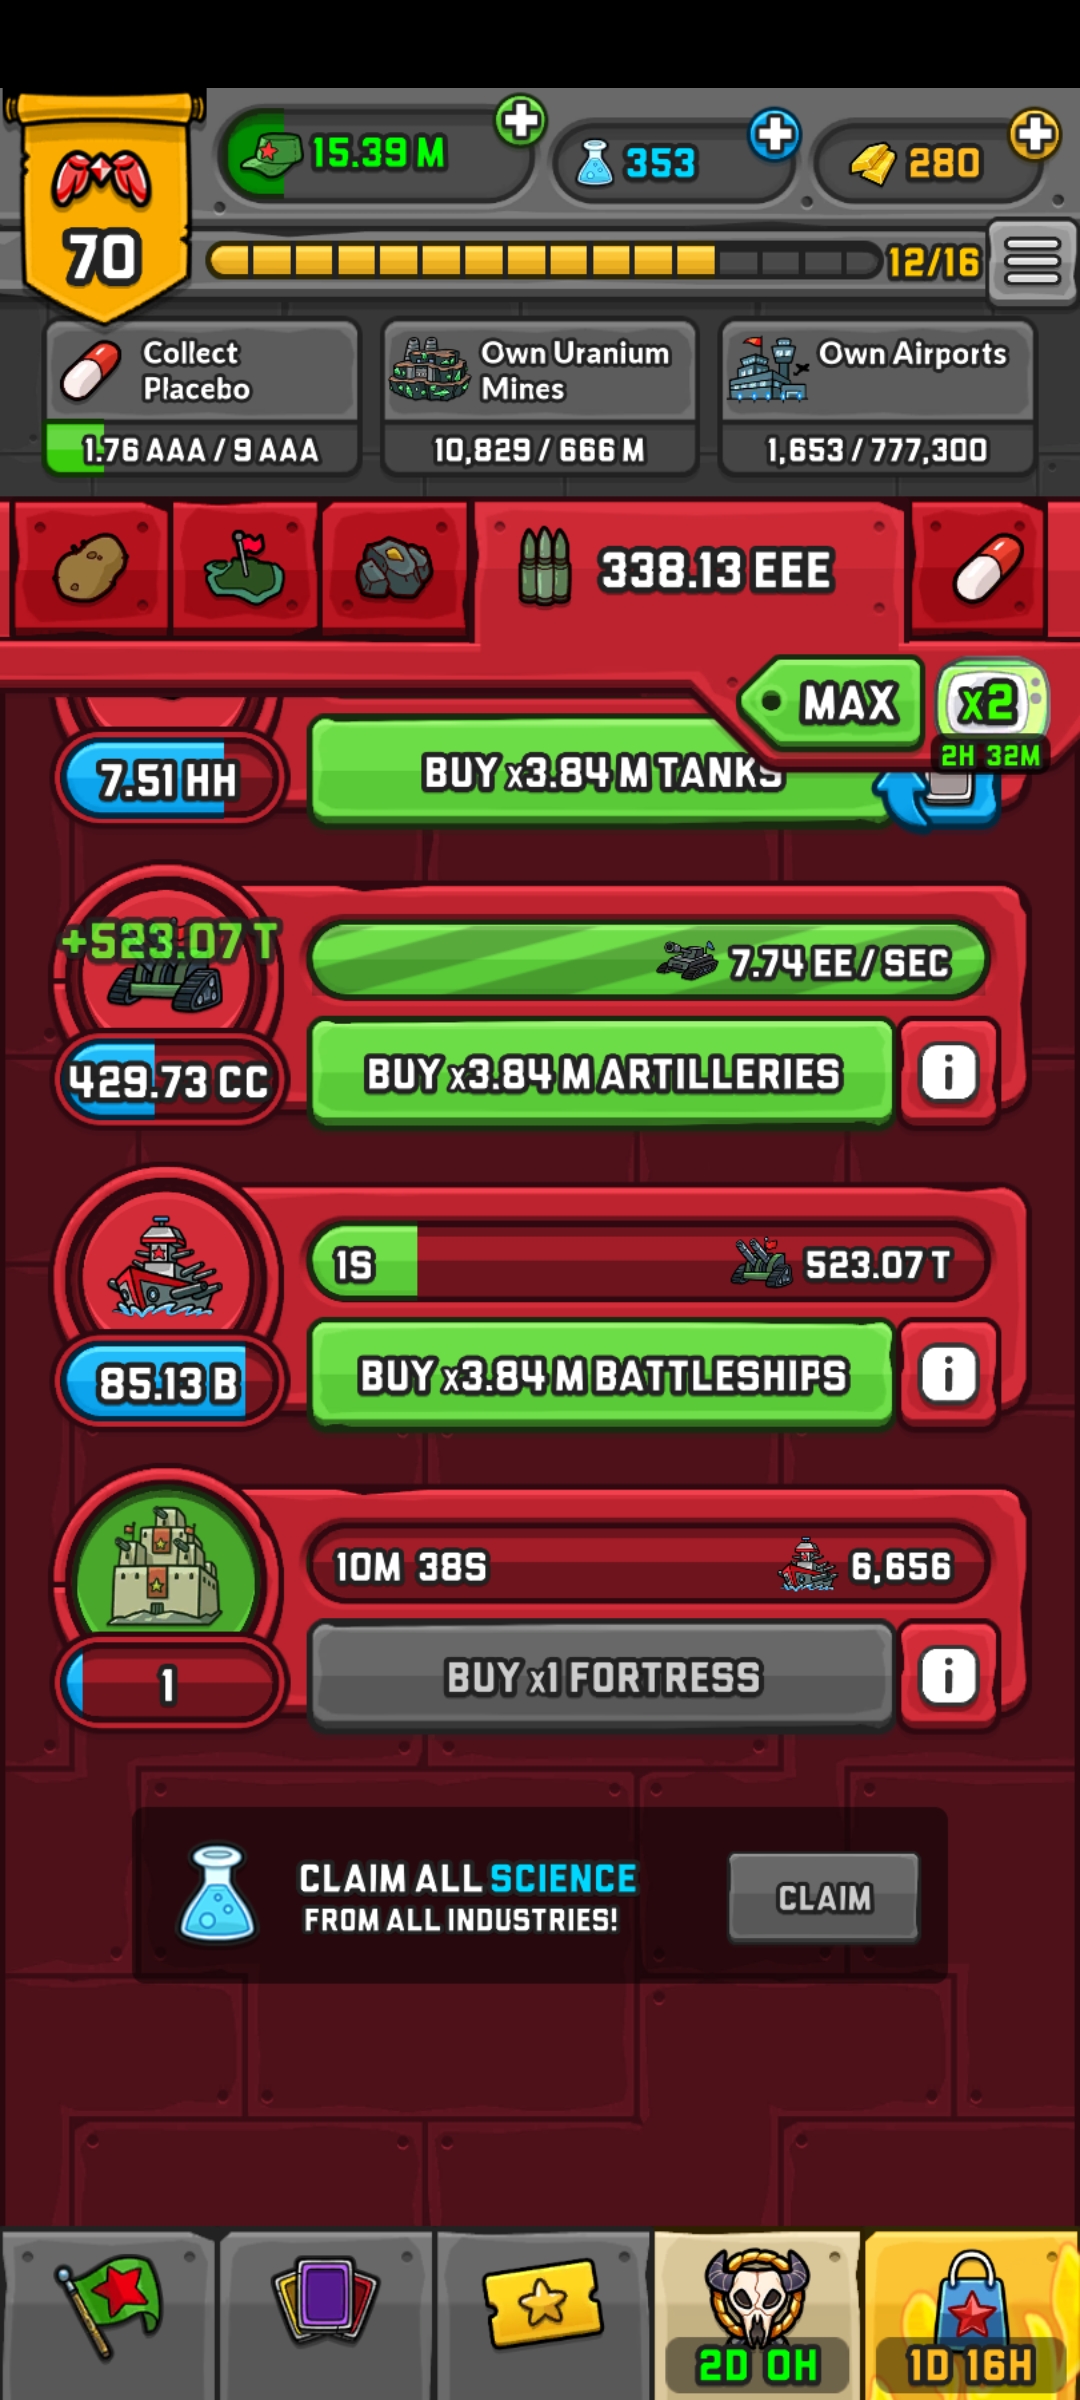 15.39 M
353
280
70
12/16
Collect
Placebo
1.76 AAA / 9 AAA
Own Uranium
Mines
10,829 / 666 M
Own Airports
1,653 / 777,300
338.13 EEE
MAX
x2
2H 32M
7.51 HH
BUY x3.84 M TANKS
+523.07 T
7.74 EE / SEC
429.73 CC
BUY x3.84 M ARTILLERIES
i
1S
523.07 T
85.13 B
BUY x3.84 M BATTLESHIPS
i
10M 38S
6,656
1
BUY x1 FORTRESS
i
CLAIM ALL SCIENCE
FROM ALL INDUSTRIES!
CLAIM
2D 0H
1D 16H